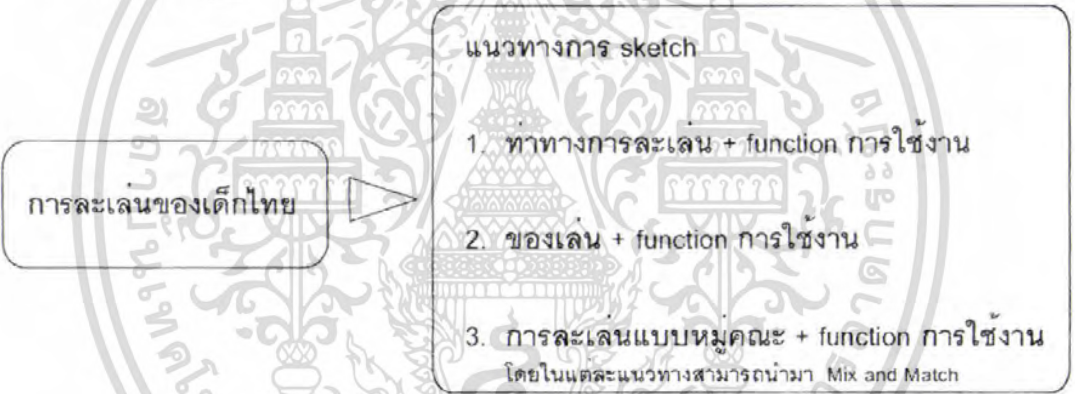 การละเล่นของเด็กไทย
แนวทางการ sketch
1. ท่าทางการละเล่น + function การใช้งาน
2. ของเล่น + function การใช้งาน
3. การละเล่นแบบหมู่คณะ + function การใช้งาน
โดยในแต่ละแนวทางสามารถนำมา Mix and Match